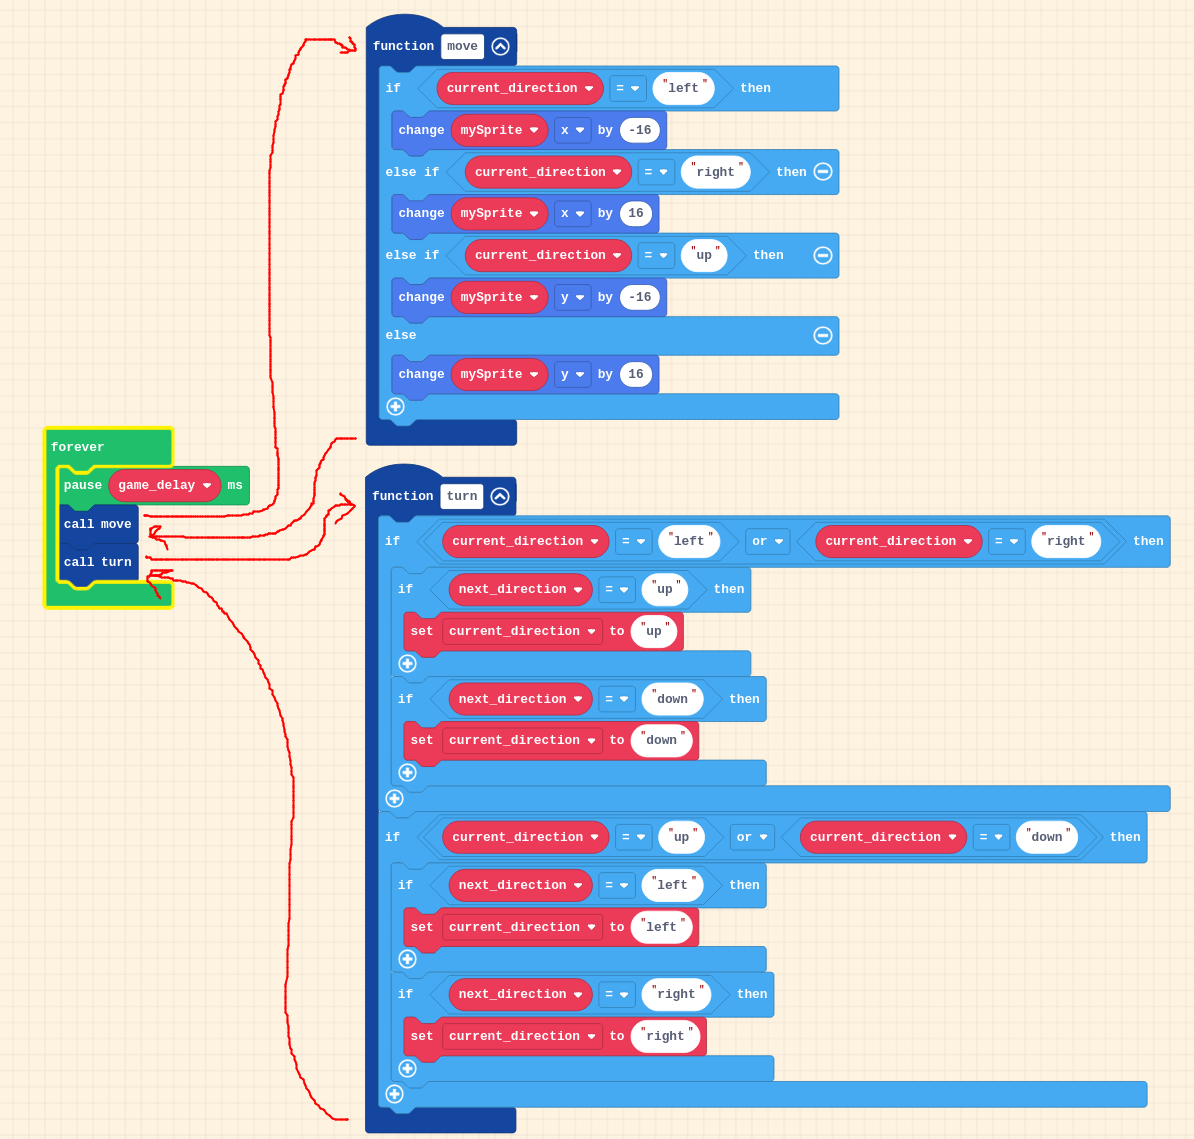 function move
if current_direction = "left" then
change mySprite x by -16
else if current_direction = "right" then
change mySprite x by 16
else if current_direction = "up" then
change mySprite y by -16
else
change mySprite y by 16
forever
pause game_delay ms
call move
call turn
function turn
if current_direction = "left" or current_direction = "right" then
if next_direction = "up" then
set current_direction to "up"
if next_direction = "down" then
set current_direction to "down"
if current_direction = "up" or current_direction = "down" then
if next_direction = "left" then
set current_direction to "left"
if next_direction = "right" then
set current_direction to "right"